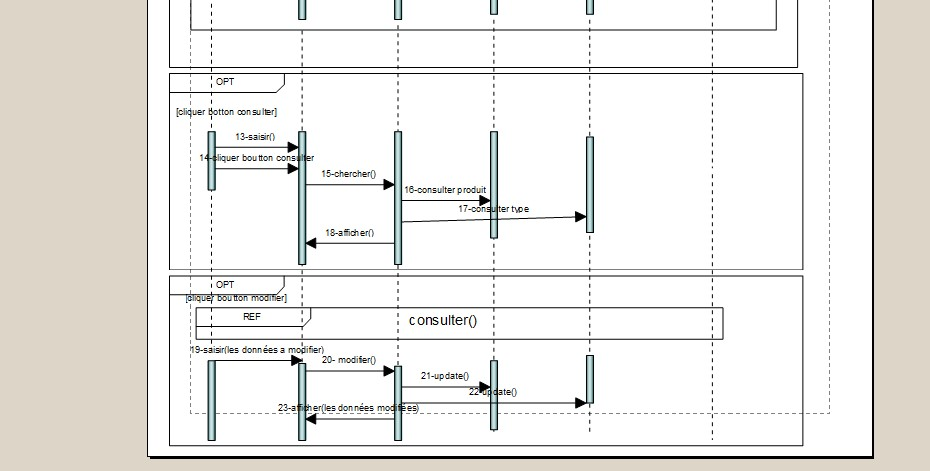 OPT
[cliquer botton consulter]
13-saisir()
14-cliquer boutton consulter
15-chercher()
16-consulter produit
17-consulter type
18-afficher()
OPT
[cliquer boutton modifier]
REF
consulter()
19-saisir(les données a modifier)
20- modifier()
21-update()
22-update()
23-afficher(les données modifiées)